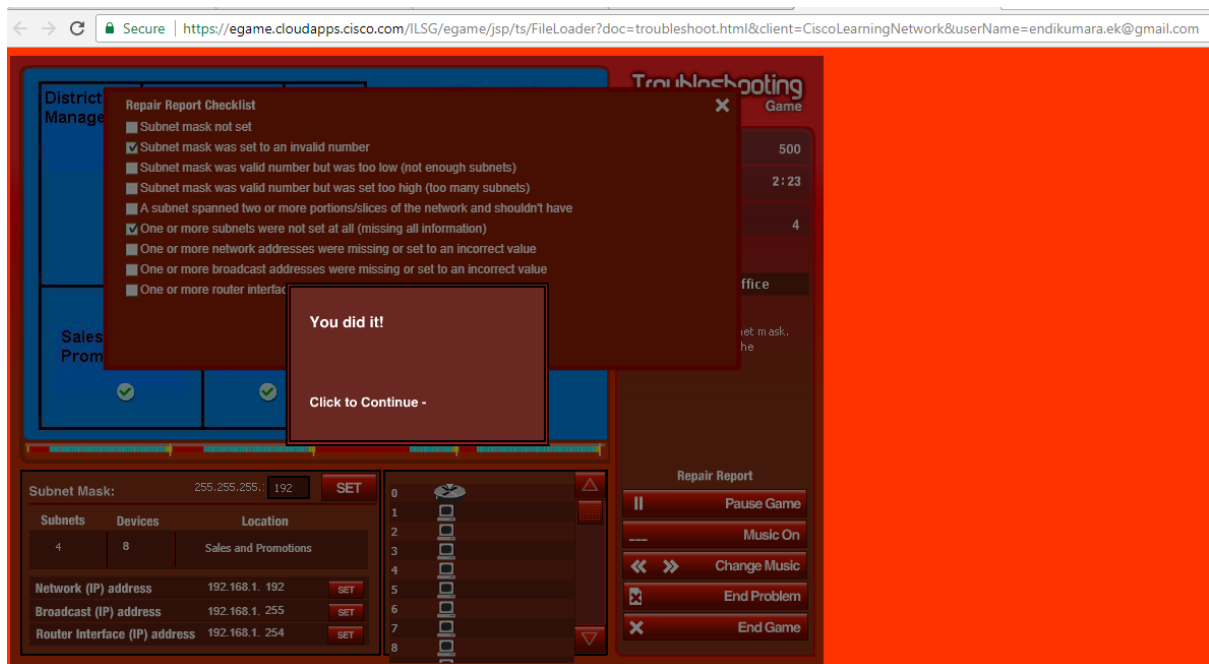 Secure | https://egame.cloudapps.cisco.com/ILSG/egame/jsp/ts/FileLoader?doc=troubleshoot.html&client=CiscoLearningNetwork&userName=endikumara.ek@gmail.com
Troubleshooting
Game
District
Manage
Repair Report Checklist
Subnet mask not set
Subnet mask was set to an invalid number
Subnet mask was valid number but was too low (not enough subnets)
Subnet mask was valid number but was set too high (too many subnets)
A subnet spanned two or more portions/slices of the network and shouldn't have
One or more subnets were not set at all (missing all information)
One or more network addresses were missing or set to an incorrect value
One or more broadcast addresses were missing or set to an incorrect value
One or more router interfac
500
2:23
4
ffice
et mask.
he
Sales
Prom
You did it!
Click to Continue -
Subnet Mask: 255.255.255.: 192 SET
Subnets Devices Location
4 8 Sales and Promotions
Network (IP) address 192.168.1. 192 SET
Broadcast (IP) address 192.168.1. 255 SET
Router Interface (IP) address 192.168.1. 254 SET
0
1
2
3
4
5
6
7
8
Repair Report
Pause Game
Music On
Change Music
End Problem
End Game